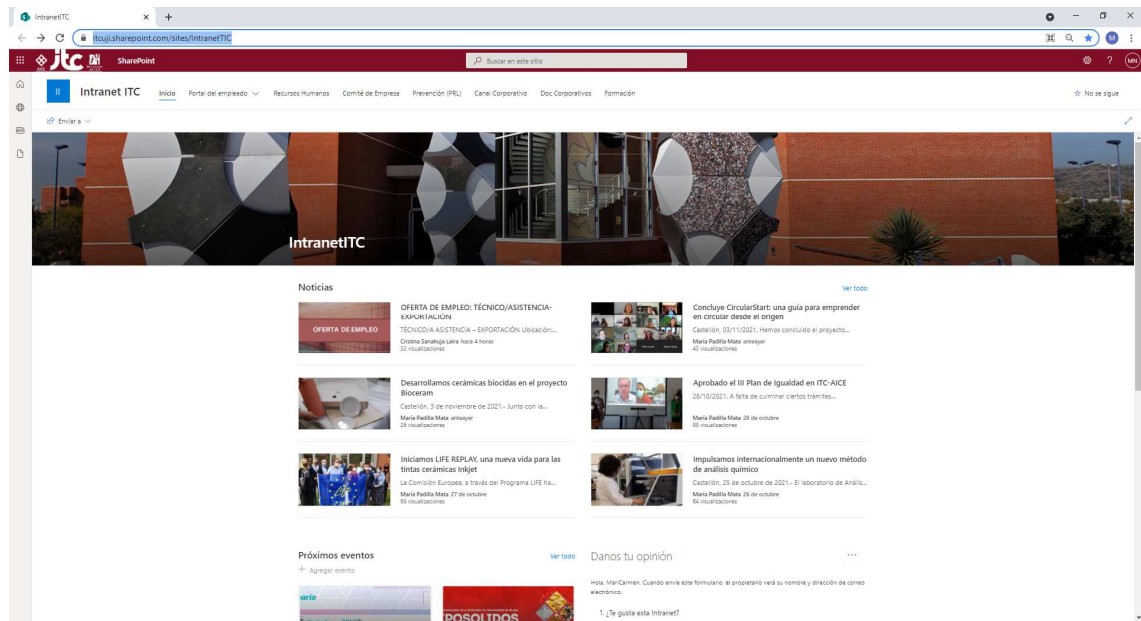 IntranetITC
itcuji.sharepoint.com/sites/IntranetTIC
M
itc
SharePoint
Buscar en este sitio
?
MN
II
Intranet ITC
Inicio
Portal del empleado
Recursos Humanos
Comité de Empresa
Prevención (PRL)
Canal Corporativo
Doc Corporativos
Formación
No se sigue
Enviar a
IntranetITC
Noticias
Ver todo
OFERTA DE EMPLEO
OFERTA DE EMPLEO: TÉCNICO/ASISTENCIA-
EXPORTACIÓN
TÉCNICO/A ASISTENCIA – EXPORTACIÓN Ubicación:...
Cristina Sanahuja Leira hace 4 horas
32 visualizaciones
Concluye CircularStart: una guía para emprender
en circular desde el origen
Castellón, 03/11/2021. Hemos concluido el proyecto...
María Padilla Mata anteayer
45 visualizaciones
Desarrollamos cerámicas biocidas en el proyecto
Bioceram
Castellón, 3 de noviembre de 2021.- Junto con la...
María Padilla Mata anteayer
Aprobado el III Plan de Igualdad en ITC-AICE
28/10/2021. A falta de culminar ciertos trámites...
María Padilla Mata 28 de octubre
Iniciamos LIFE REPLAY, una nueva vida para las
tintas cerámicas Inkjet
La Comisión Europea, a través del Programa LIFE ha...
María Padilla Mata 27 de octubre
65 visualizaciones
Impulsamos internacionalmente un nuevo método
de análisis químico
Castellón, 25 de octubre de 2021.- El laboratorio de Anális...
María Padilla Mata 26 de octubre
64 visualizaciones
Próximos eventos
Ver todo
+ Agregar evento
Danos tu opinión
...
Hola, MariCarmen. Cuando envíe este formulario, el propietario verá su nombre y dirección de correo
electrónico.
1. ¿Te gusta esta Intranet?